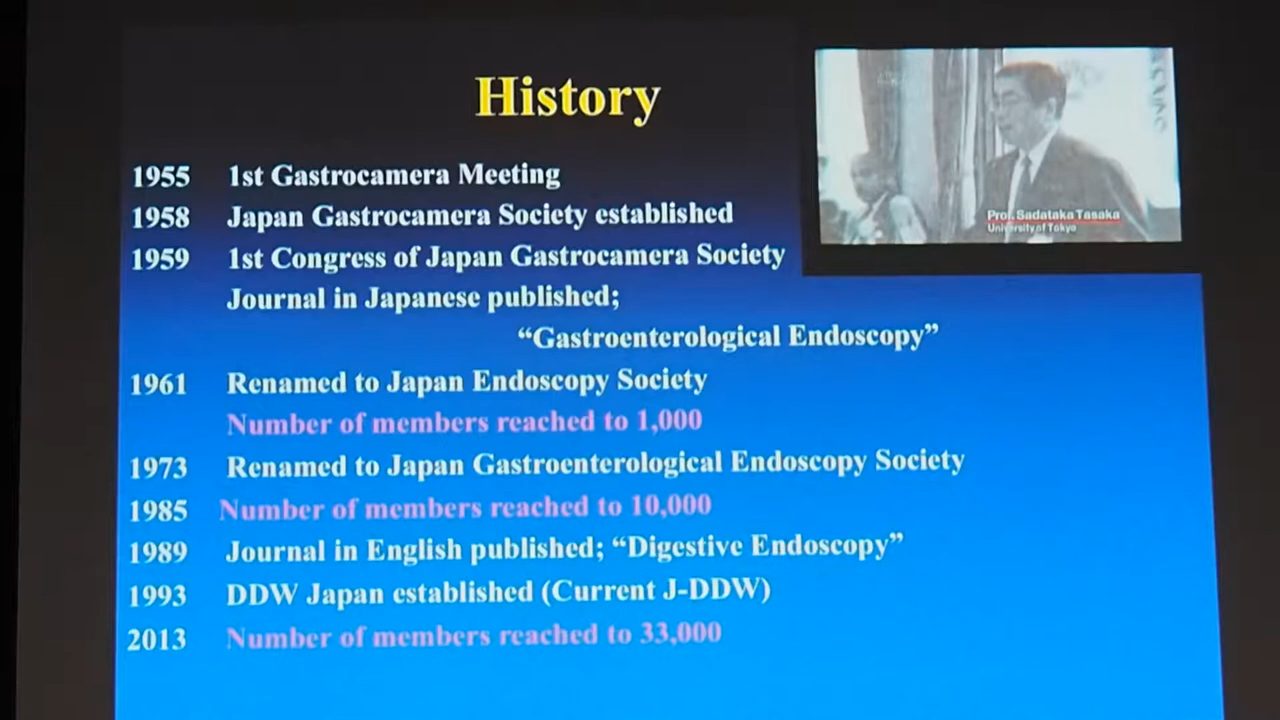 History
1955 1st Gastrocamera Meeting
1958 Japan Gastrocamera Society established
1959 1st Congress of Japan Gastrocamera Society
Journal in Japanese published;
“Gastroenterological Endoscopy”
1961 Renamed to Japan Endoscopy Society
Number of members reached to 1,000
1973 Renamed to Japan Gastroenterological Endoscopy Society
1985 Number of members reached to 10,000
1989 Journal in English published; “Digestive Endoscopy”
1993 DDW Japan established (Current J-DDW)
2013 Number of members reached to 33,000
Prof. Sadataka Tasaka
University of Tokyo